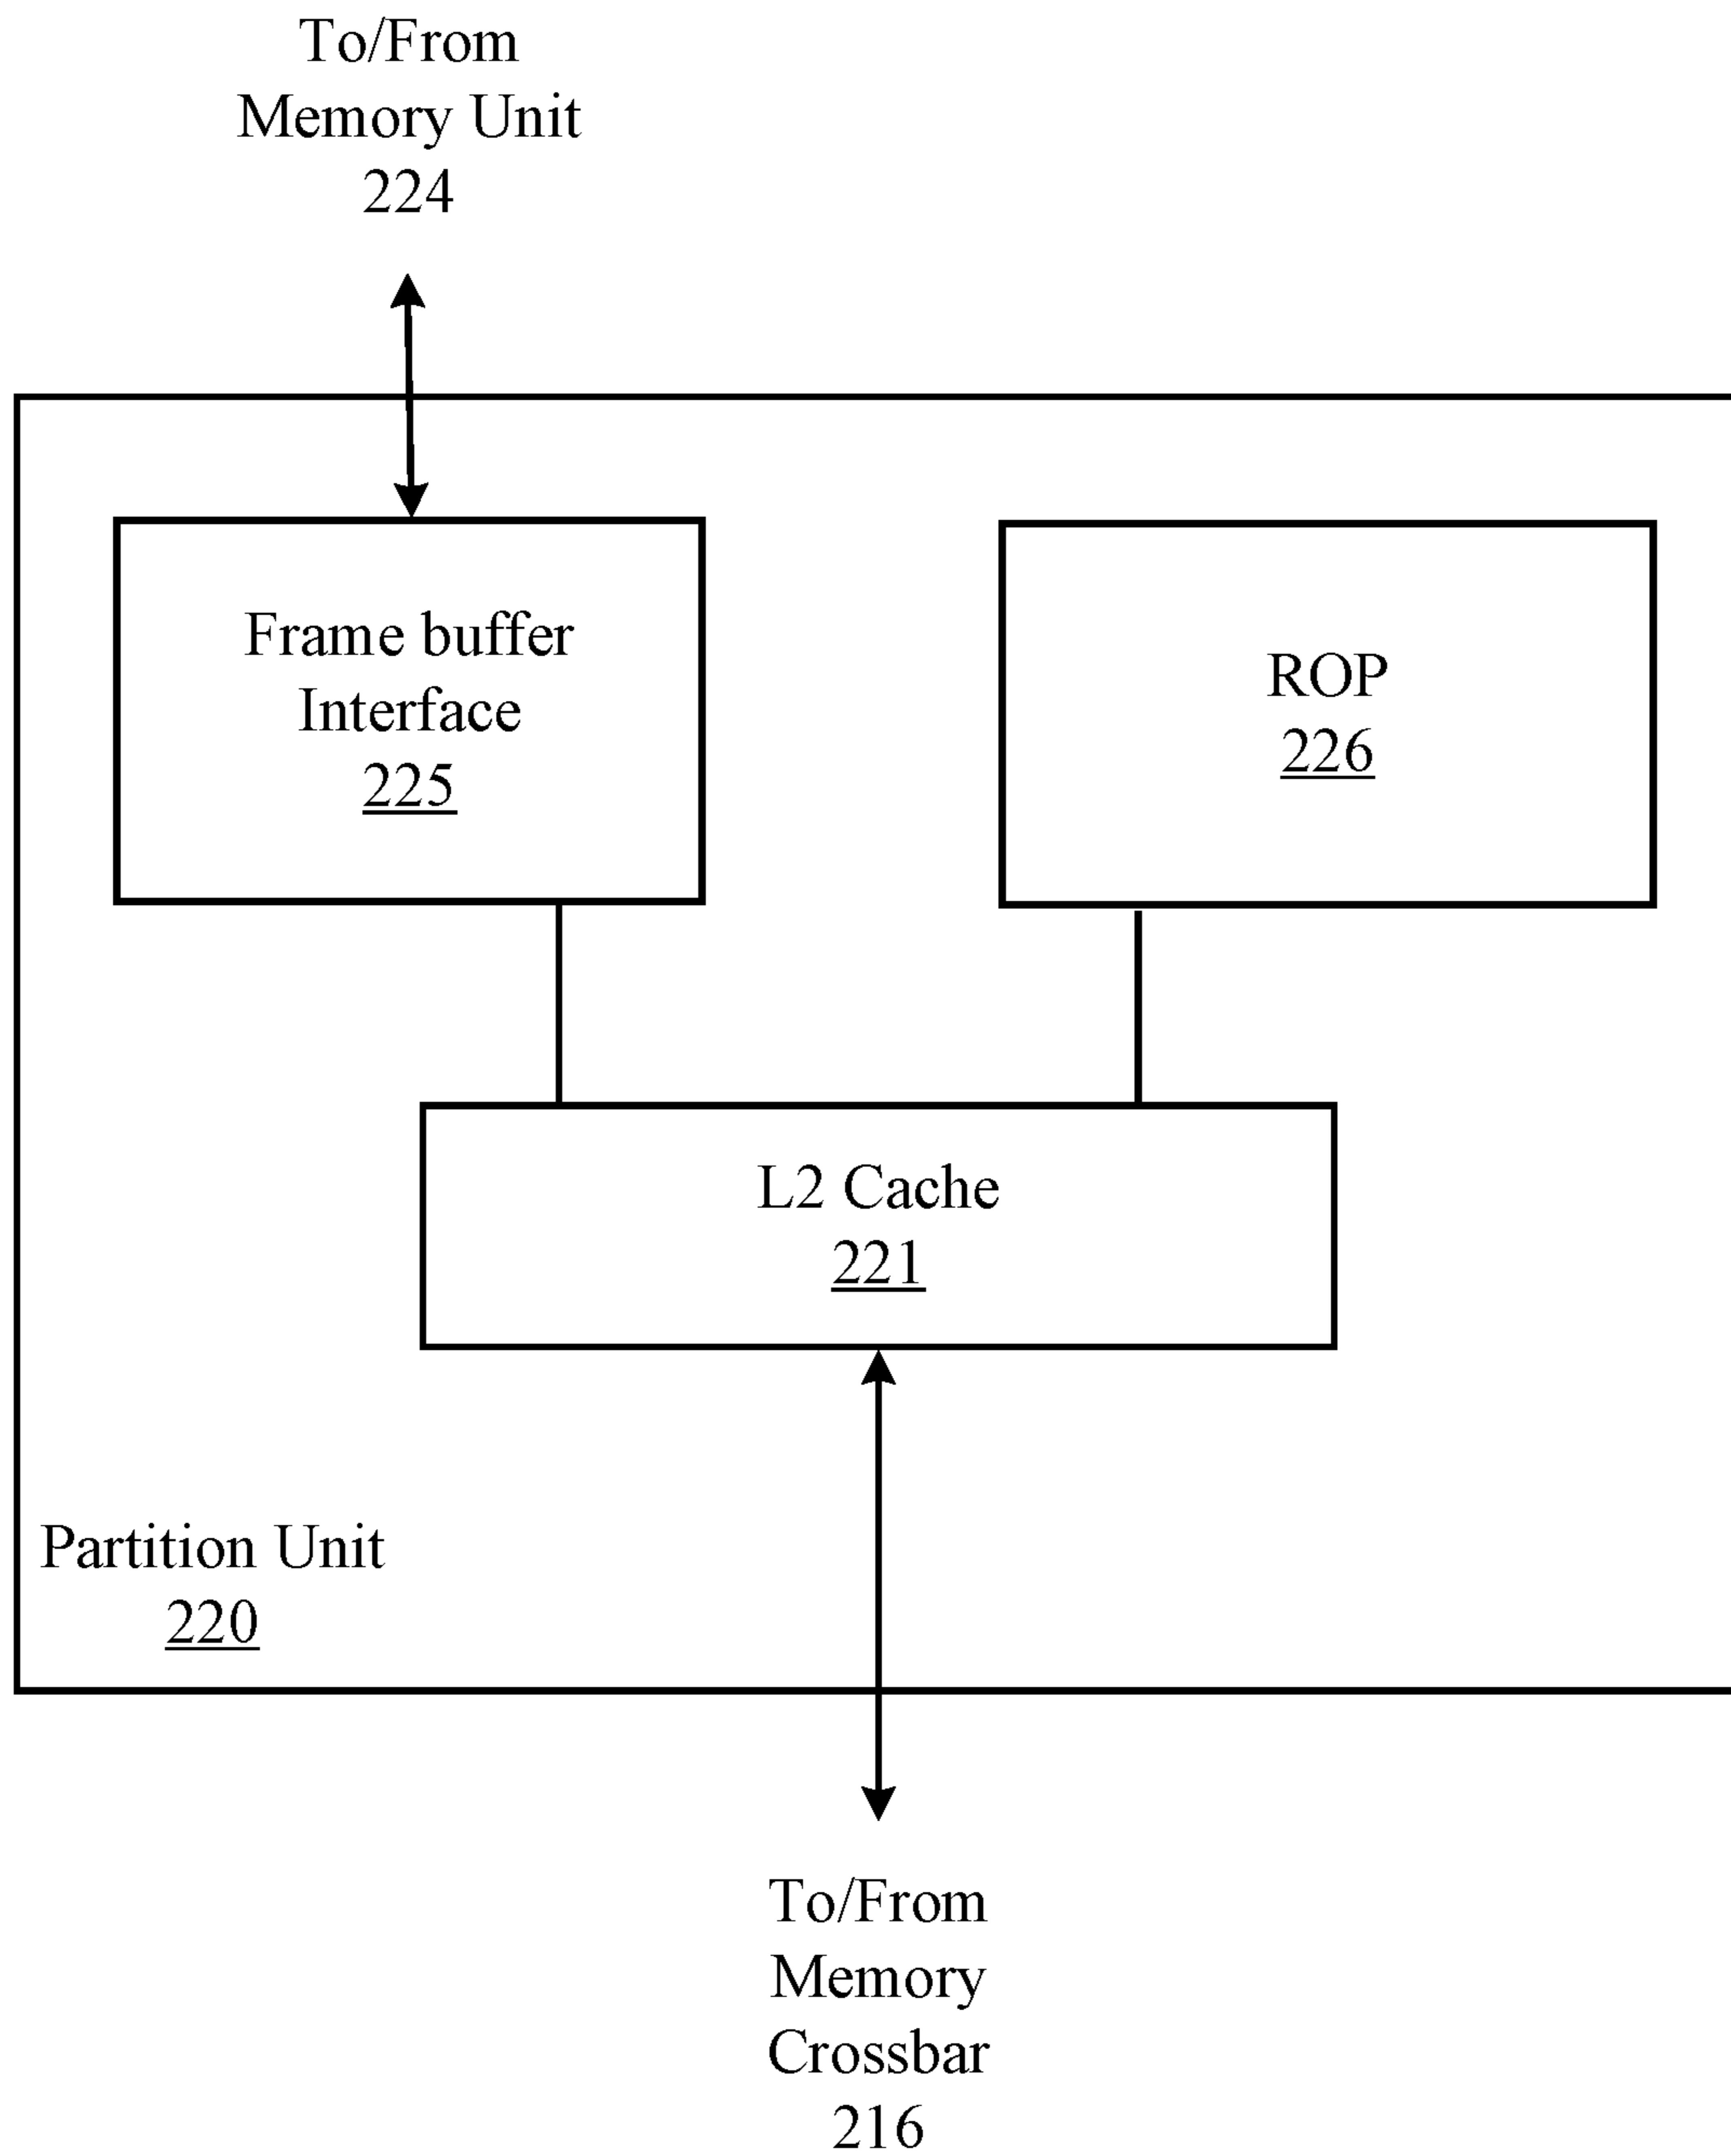 To/From
Memory Unit
224
Frame buffer
Interface
225
ROP
226
L2 Cache
221
Partition Unit
220
To/From
Memory
Crossbar
216